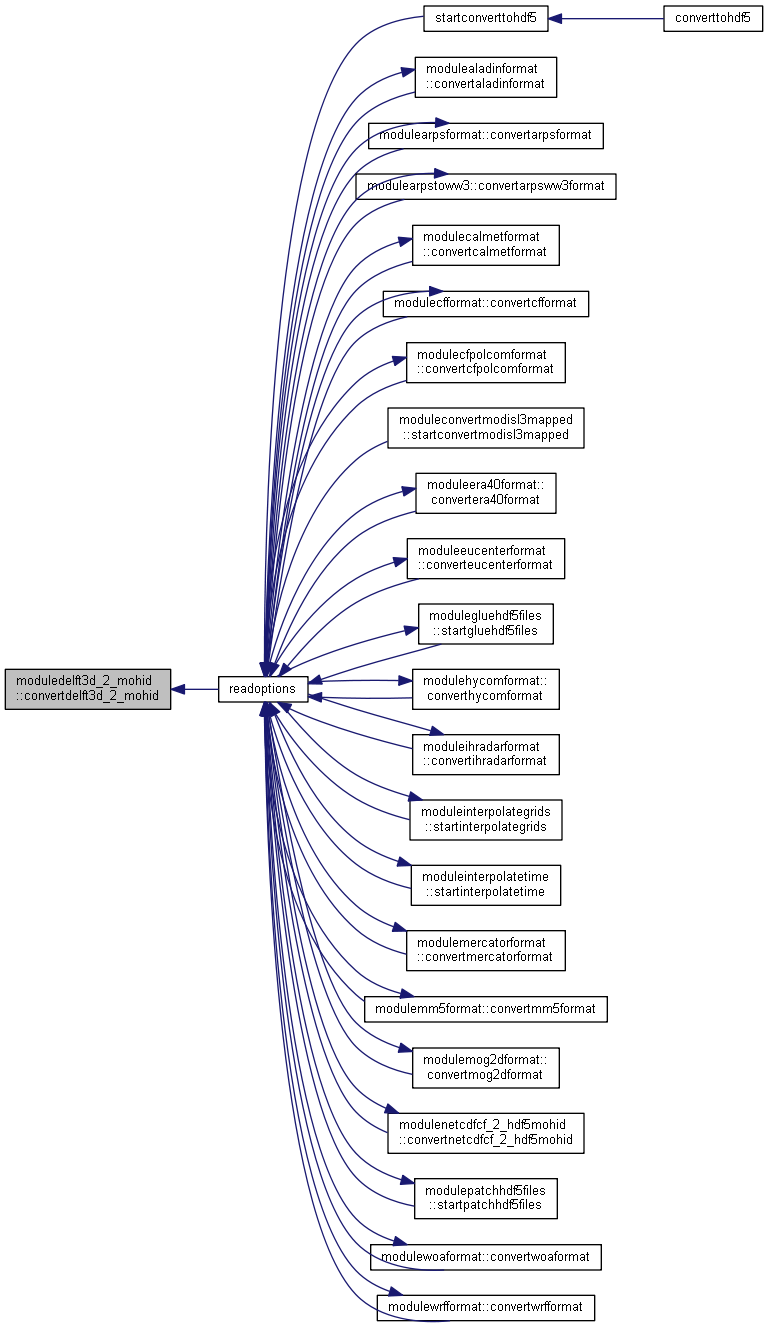 startconverttohdf5
converttohdf5
modulealadinformat
::convertaladinformat
modulearpsformat::convertarpsformat
modulearpstoww3::convertarpsww3format
modulecalmetformat
::convertcalmetformat
modulecfformat::convertcfformat
modulecfpolcomformat
::convertcfpolcomformat
moduleconvertmodisl3mapped
::startconvertmodisl3mapped
moduleera40format::
convertera40format
moduleeucenterformat
::converteucenterformat
modulegluehdf5files
::startgluehdf5files
moduledelft3d_2_mohid
::convertdelft3d_2_mohid
readoptions
modulehycomformat::
converthycomformat
moduleihradarformat
::convertihradarformat
moduleinterpolategrids
::startinterpolategrids
moduleinterpolatetime
::startinterpolatetime
modulemercatorformat
::convertmercatorformat
modulemm5format::convertmm5format
modulemog2dformat::
convertmog2dformat
modulenetcdfcf_2_hdf5mohid
::convertnetcdfcf_2_hdf5mohid
modulepatchhdf5files
::startpatchhdf5files
modulewoaformat::convertwoaformat
modulewrfformat::convertwrfformat